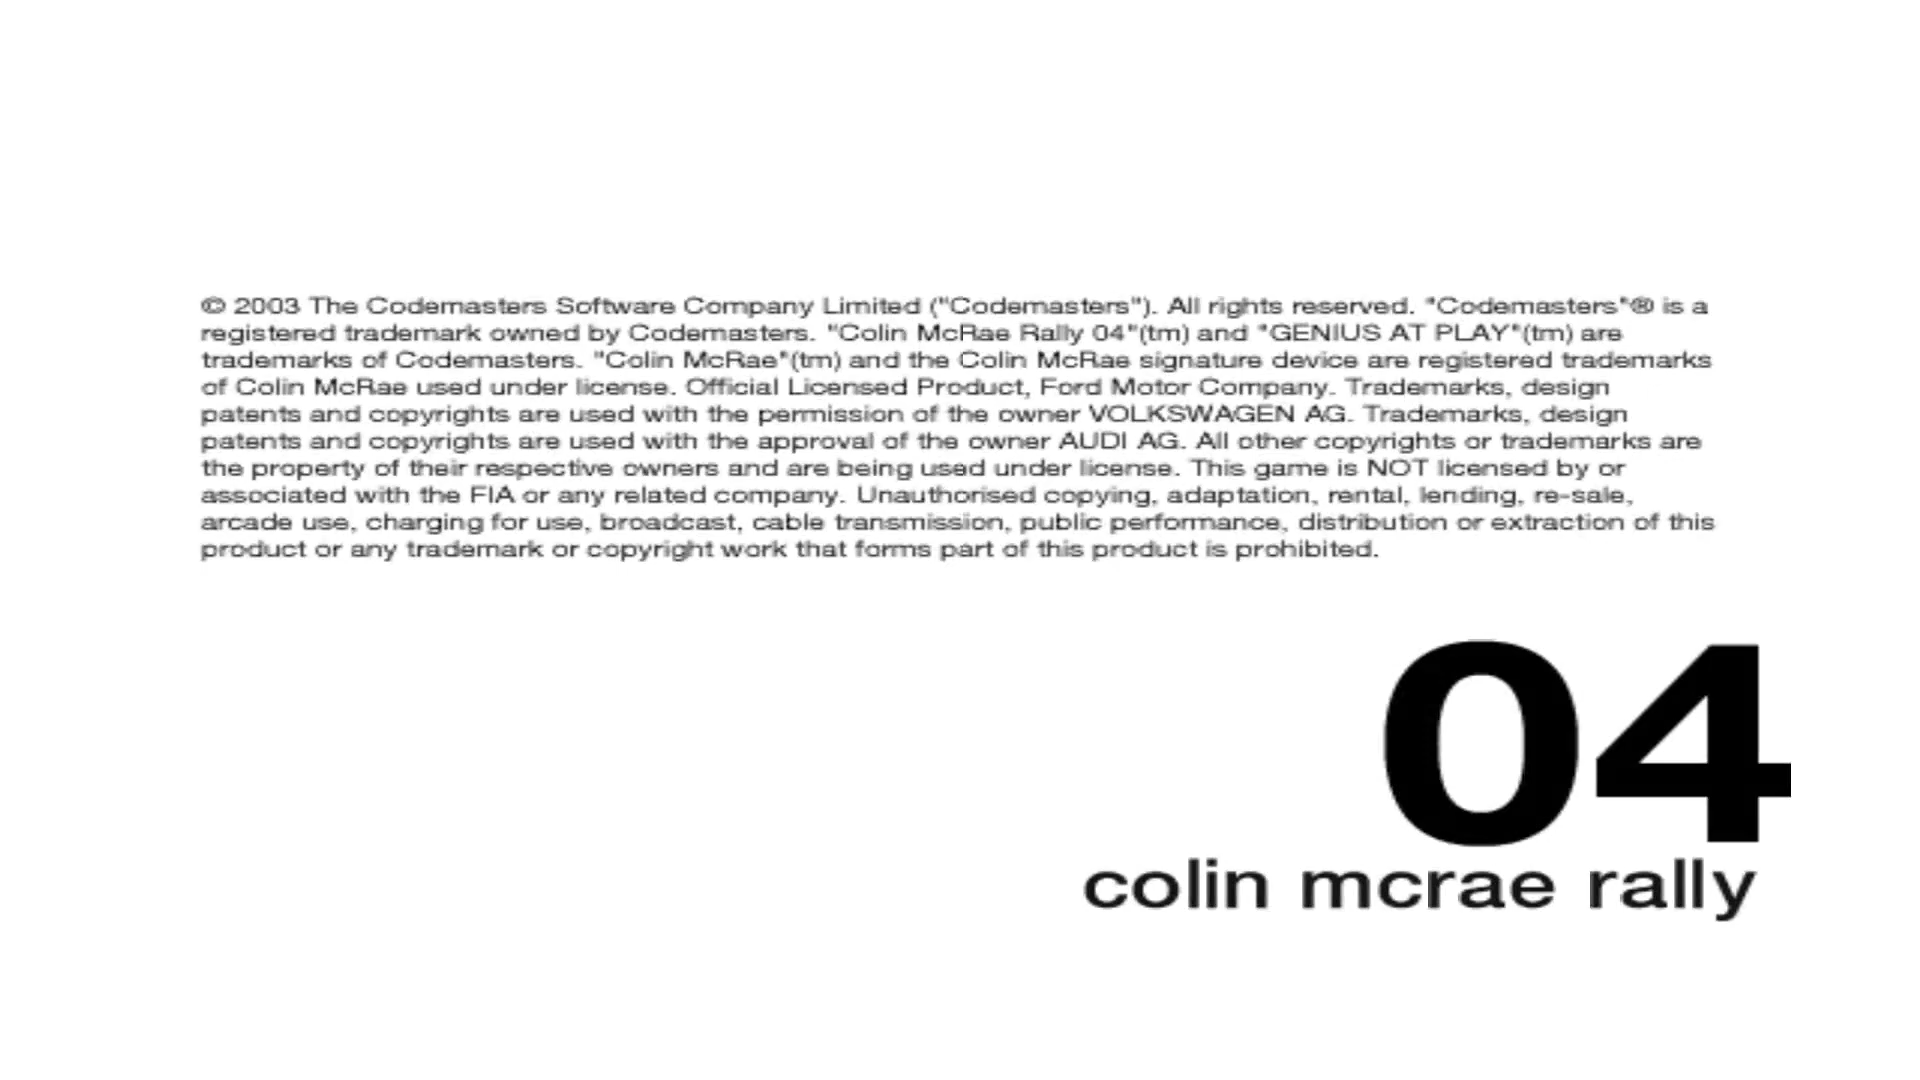 © 2003 The Codemasters Software Company Limited ("Codemasters"). All rights reserved. "Codemasters"® is a
registered trademark owned by Codemasters. "Colin McRae Rally 04"(tm) and "GENIUS AT PLAY"(tm) are
trademarks of Codemasters. "Colin McRae"(tm) and the Colin McRae signature device are registered trademarks
of Colin McRae used under license. Official Licensed Product, Ford Motor Company. Trademarks, design
patents and copyrights are used with the permission of the owner VOLKSWAGEN AG. Trademarks, design
patents and copyrights are used with the approval of the owner AUDI AG. All other copyrights or trademarks are
the property of their respective owners and are being used under license. This game is NOT licensed by or
associated with the FIA or any related company. Unauthorised copying, adaptation, rental, lending, re-sale,
arcade use, charging for use, broadcast, cable transmission, public performance, distribution or extraction of this
product or any trademark or copyright work that forms part of this product is prohibited.
04
colin mcrae rally